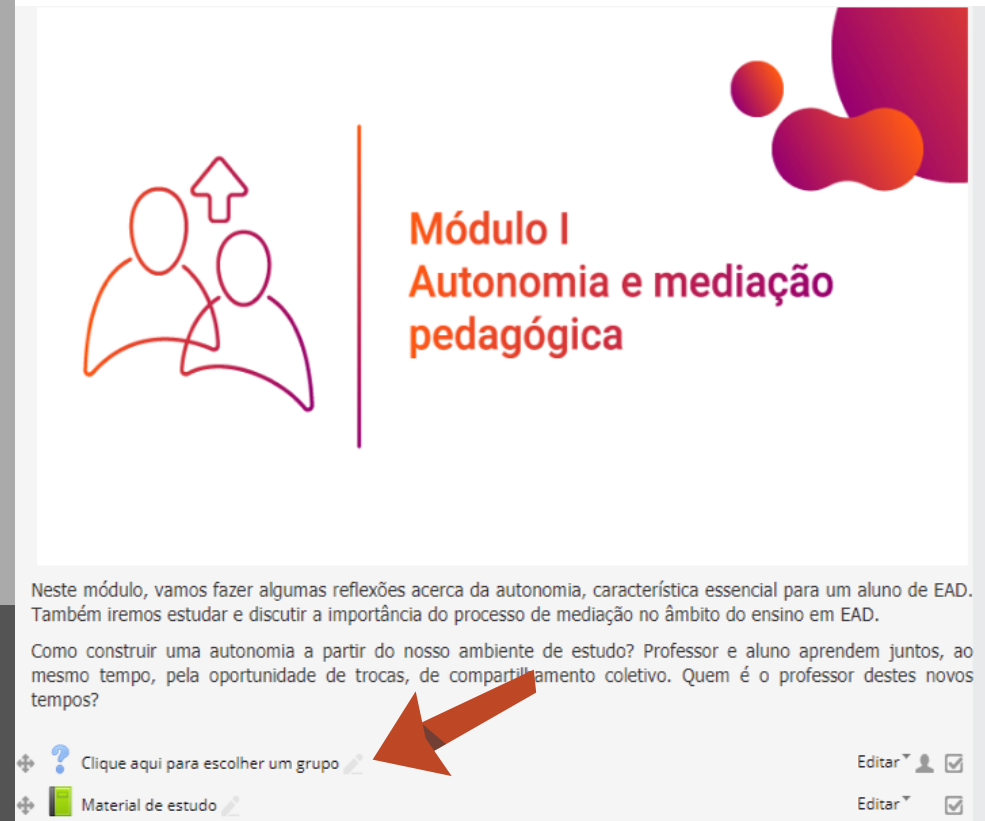 Módulo I
Autonomia e mediação
pedagógica
Neste módulo, vamos fazer algumas reflexões acerca da autonomia, característica essencial para um aluno de EAD.
Também iremos estudar e discutir a importância do processo de mediação no âmbito do ensino em EAD.
Como construir uma autonomia a partir do nosso ambiente de estudo? Professor e aluno aprendem juntos, ao
mesmo tempo, pela oportunidade de trocas, de compartilhamento coletivo. Quem é o professor destes novos
tempos?
Clique aqui para escolher um grupo Editar
Material de estudo Editar